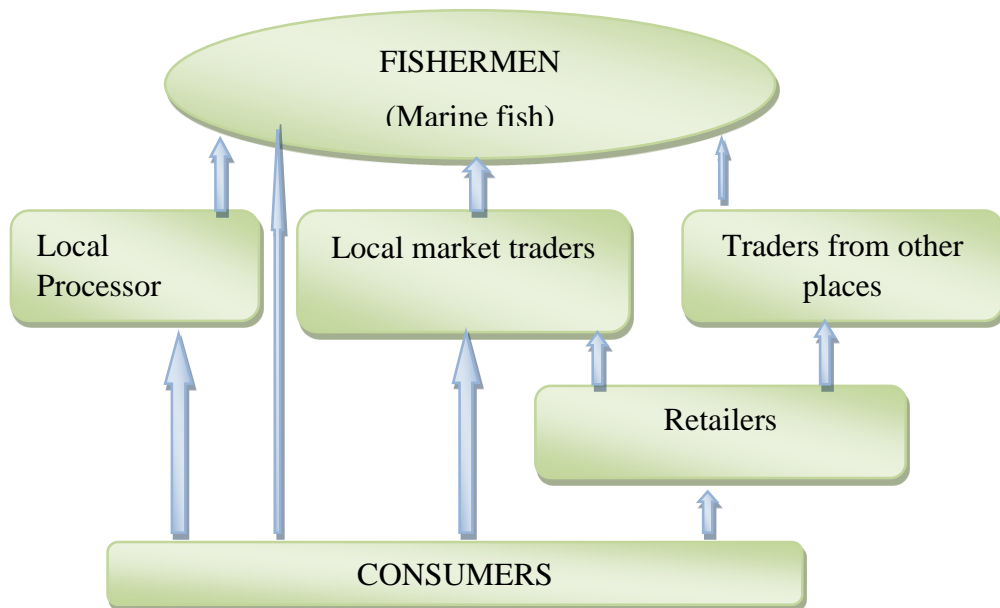 FISHERMEN
(Marine fish)
Local
Processor
Local market traders
Traders from other
places
Retailers
CONSUMERS